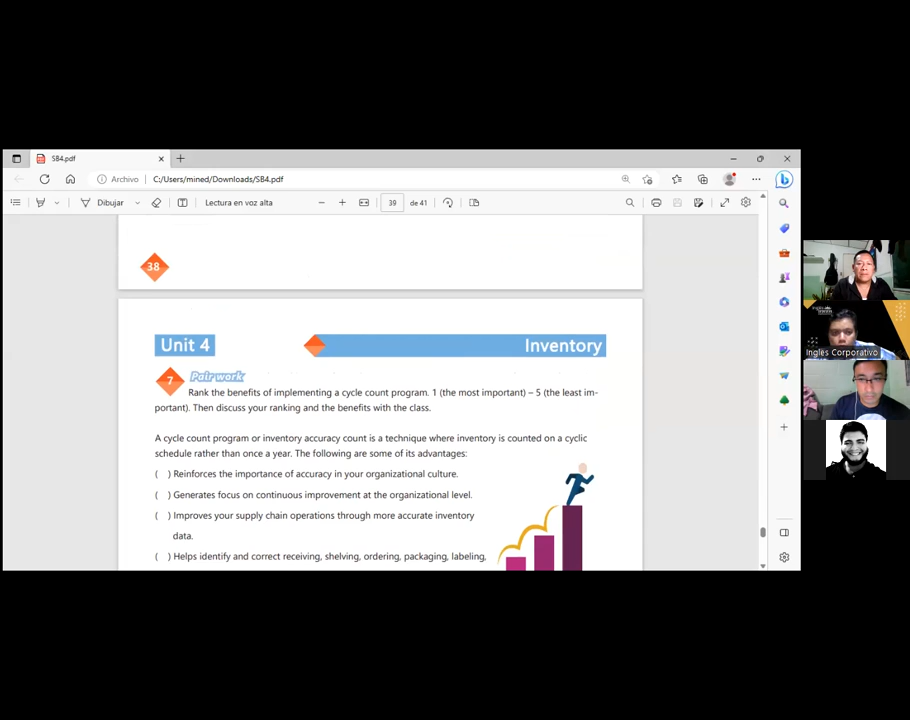 SB4.pdf
Archivo C:/Users/mined/Downloads/SB4.pdf
Dibujar Lectura en voz alta 39 de 41
38
Unit 4 Inventory
7 Pair work
Rank the benefits of implementing a cycle count program. 1 (the most important) – 5 (the least im-
portant). Then discuss your ranking and the benefits with the class.
A cycle count program or inventory accuracy count is a technique where inventory is counted on a cyclic
schedule rather than once a year. The following are some of its advantages:
( ) Reinforces the importance of accuracy in your organizational culture.
( ) Generates focus on continuous improvement at the organizational level.
( ) Improves your supply chain operations through more accurate inventory
data.
( ) Helps identify and correct receiving, shelving, ordering, packaging, labeling,
Inglés Corporativo